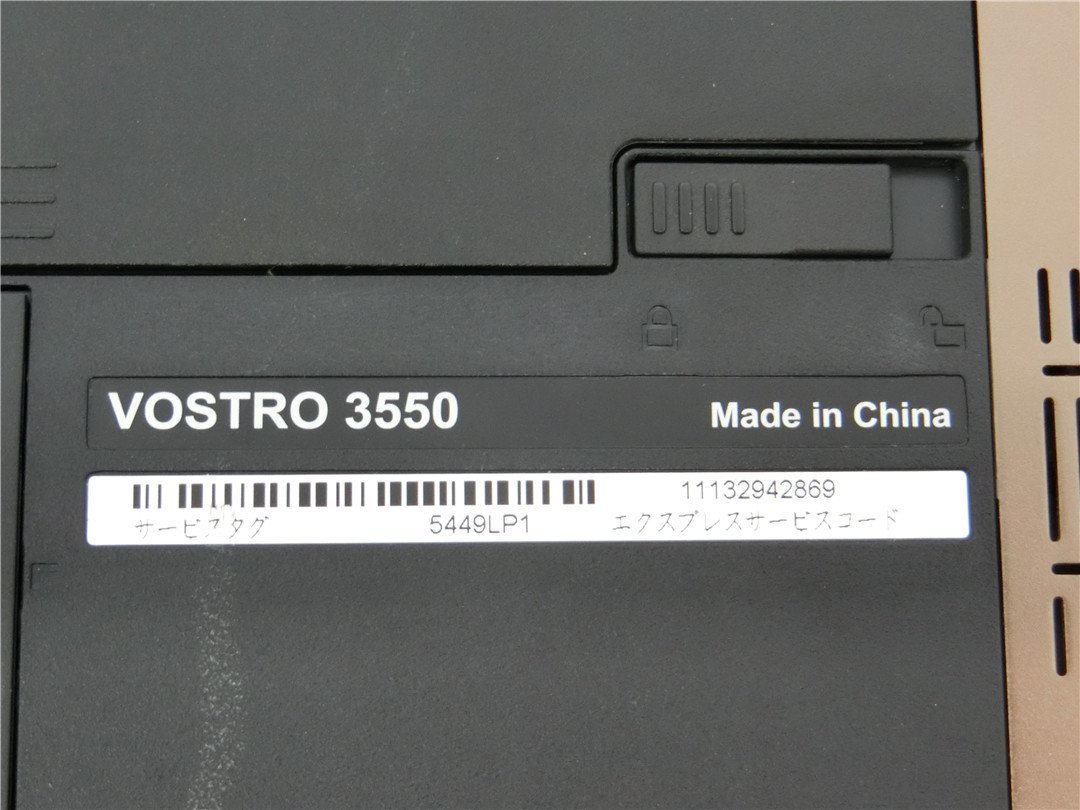 VOSTRO 3550
Made in China
11132942869
サービスタグ 5449LP1 エクスプレスサービスコード